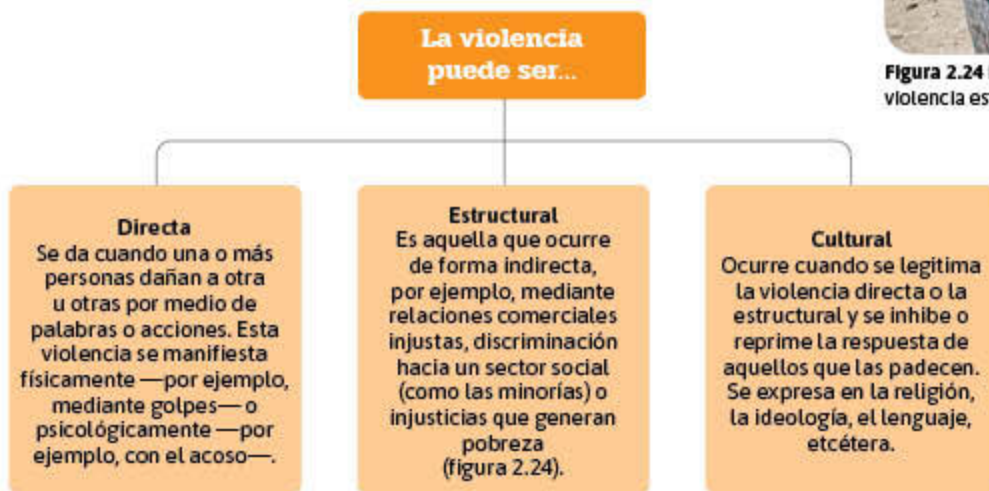 La violencia
puede ser...
Figura 2.24
violencia es
Directa
Se da cuando una o más
personas dañan a otra
u otras por medio de
palabras o acciones. Esta
violencia se manifiesta
físicamente —por ejemplo,
mediante golpes— o
psicológicamente —por
ejemplo, con el acoso—.
Estructural
Es aquella que ocurre
de forma indirecta,
por ejemplo, mediante
relaciones comerciales
injustas, discriminación
hacia un sector social
(como las minorías) o
injusticias que generan
pobreza
(figura 2.24).
Cultural
Ocurre cuando se legitima
la violencia directa o la
estructural y se inhibe o
reprime la respuesta de
aquellos que las padecen.
Se expresa en la religión,
la ideología, el lenguaje,
etcétera.